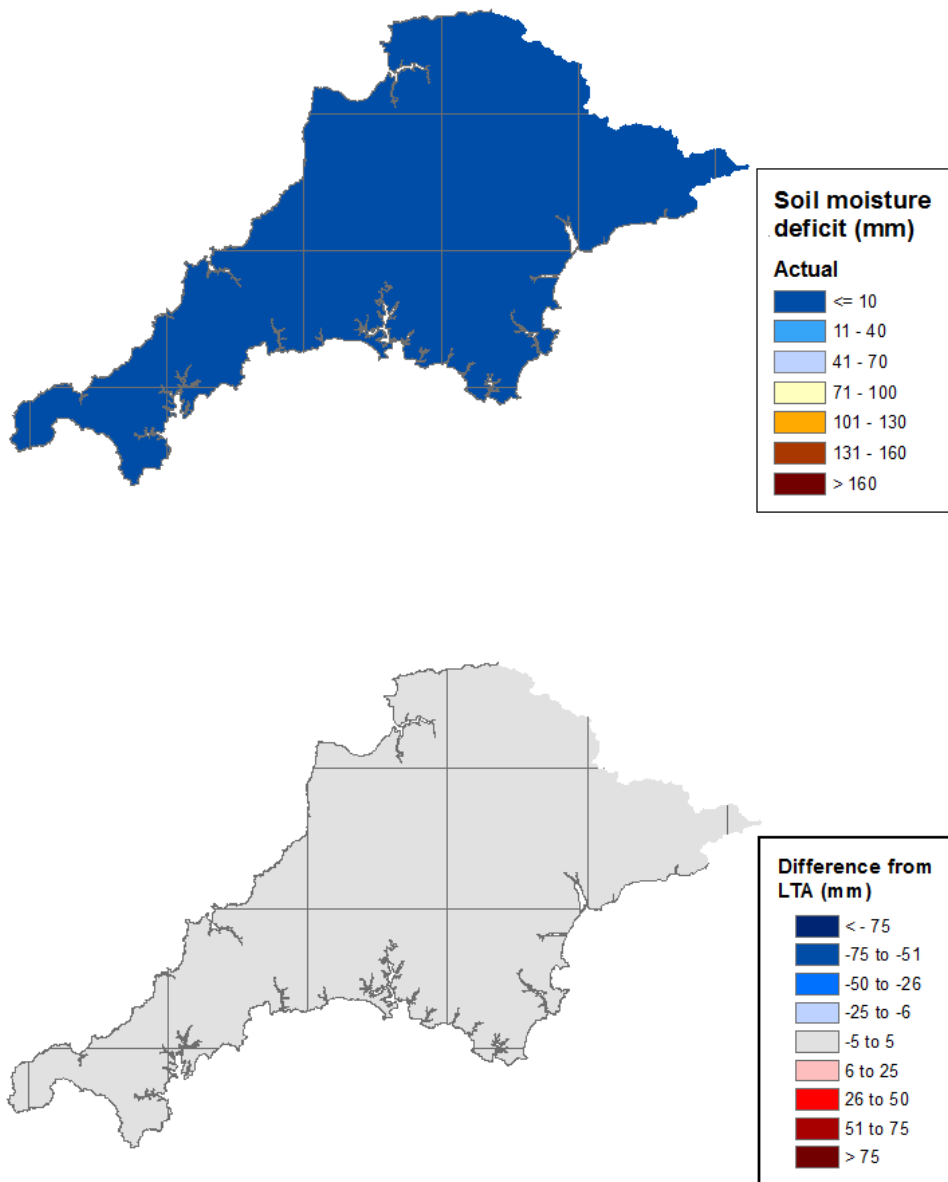 Soil moisture
deficit (mm)
Actual
<= 10
11 - 40
41 - 70
71 - 100
101 - 130
131 - 160
> 160
Difference from
LTA (mm)
< - 75
-75 to -51
-50 to -26
-25 to -6
-5 to 5
6 to 25
26 to 50
51 to 75
> 75